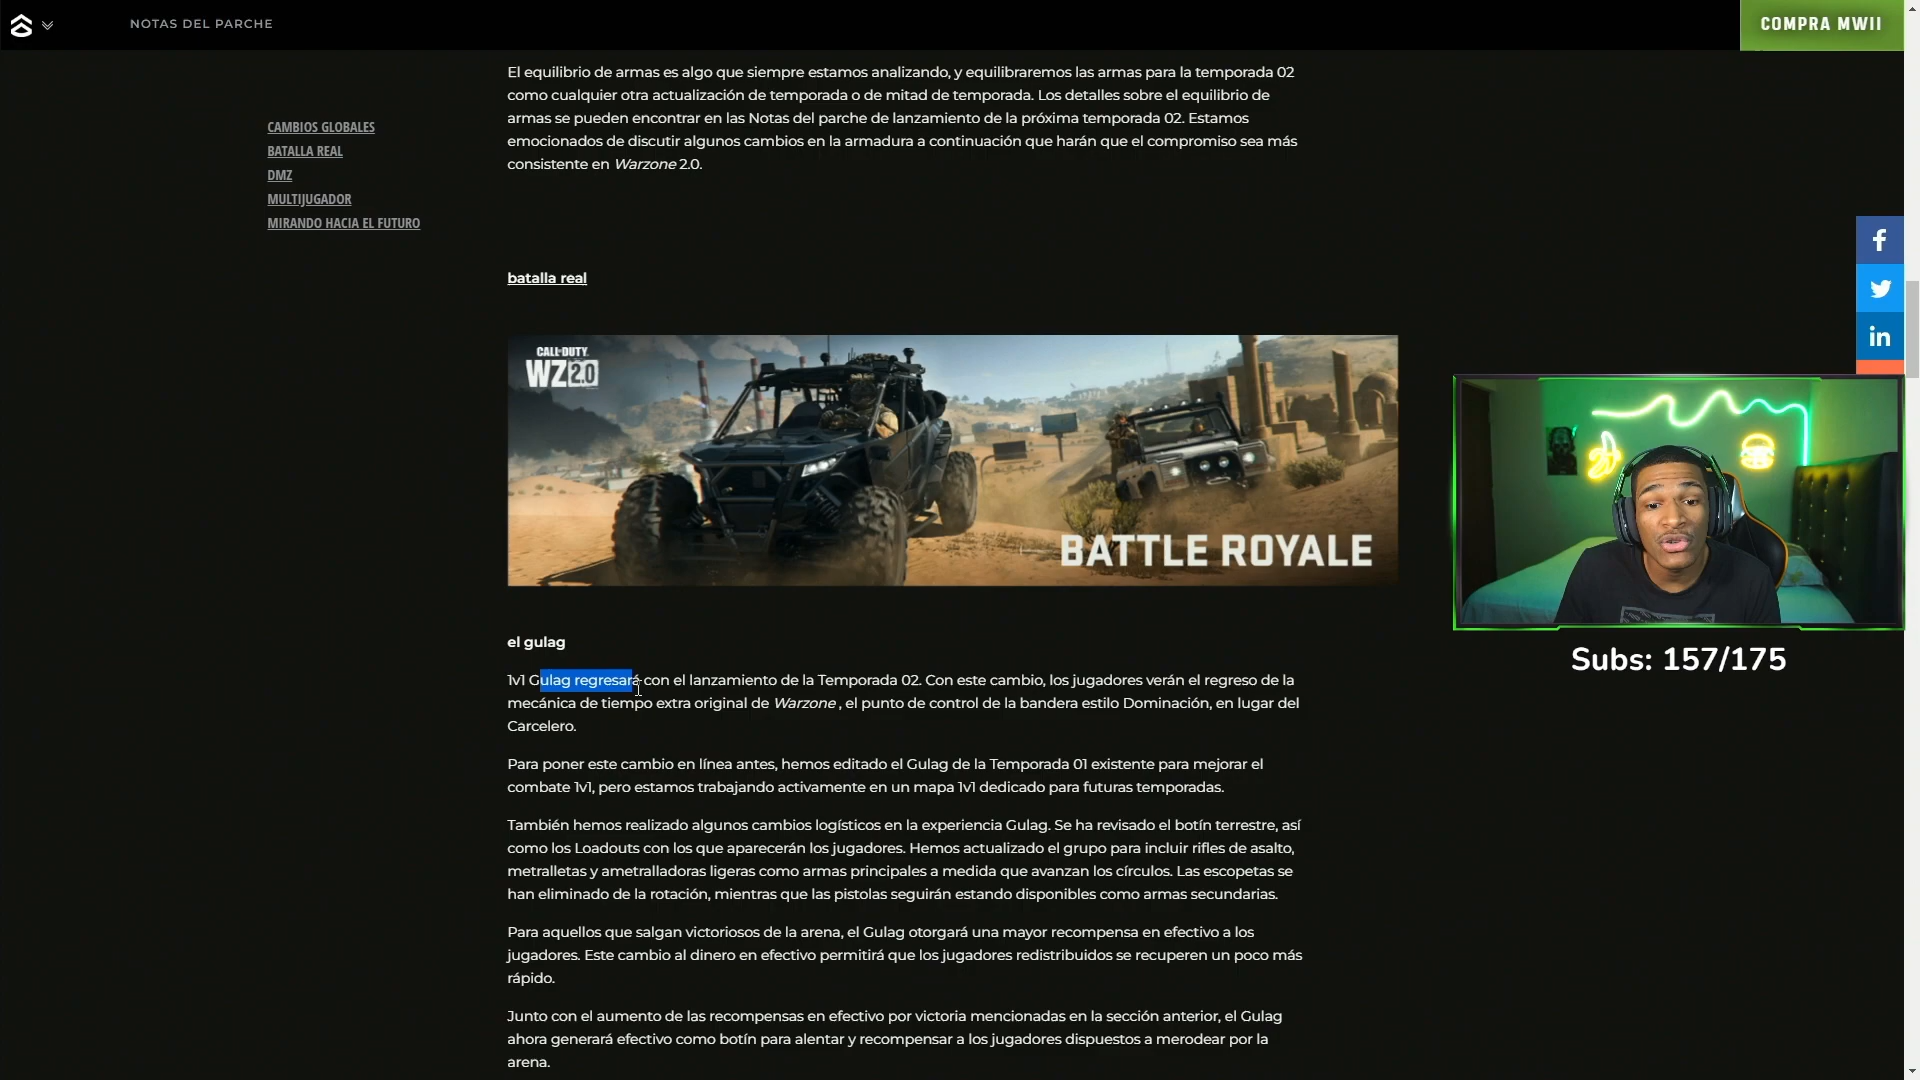 NOTAS DEL PARCHE
COMPRA MWII
CAMBIOS GLOBALES
BATALLA REAL
DMZ
MULTIJUGADOR
MIRANDO HACIA EL FUTURO
El equilibrio de armas es algo que siempre estamos analizando, y equilibraremos las armas para la temporada 02
como cualquier otra actualización de temporada o de mitad de temporada. Los detalles sobre el equilibrio de
armas se pueden encontrar en las Notas del parche de lanzamiento de la próxima temporada 02. Estamos
emocionados de discutir algunos cambios en la armadura a continuación que harán que el compromiso sea más
consistente en Warzone 2.0.
batalla real
CALL·DUTY.
WZ 2.0
BATTLE ROYALE
el gulag
1v1 Gulag regresará con el lanzamiento de la Temporada 02. Con este cambio, los jugadores verán el regreso de la
mecánica de tiempo extra original de Warzone , el punto de control de la bandera estilo Dominación, en lugar del
Carcelero.
Para poner este cambio en línea antes, hemos editado el Gulag de la Temporada 01 existente para mejorar el
combate 1v1, pero estamos trabajando activamente en un mapa 1v1 dedicado para futuras temporadas.
También hemos realizado algunos cambios logísticos en la experiencia Gulag. Se ha revisado el botín terrestre, así
como los Loadouts con los que aparecerán los jugadores. Hemos actualizado el grupo para incluir rifles de asalto,
metralletas y ametralladoras ligeras como armas principales a medida que avanzan los círculos. Las escopetas se
han eliminado de la rotación, mientras que las pistolas seguirán estando disponibles como armas secundarias.
Para aquellos que salgan victoriosos de la arena, el Gulag otorgará una mayor recompensa en efectivo a los
jugadores. Este cambio al dinero en efectivo permitirá que los jugadores redistribuidos se recuperen un poco más
rápido.
Junto con el aumento de las recompensas en efectivo por victoria mencionadas en la sección anterior, el Gulag
ahora generará efectivo como botín para alentar y recompensar a los jugadores dispuestos a merodear por la
arena.
Subs: 157/175